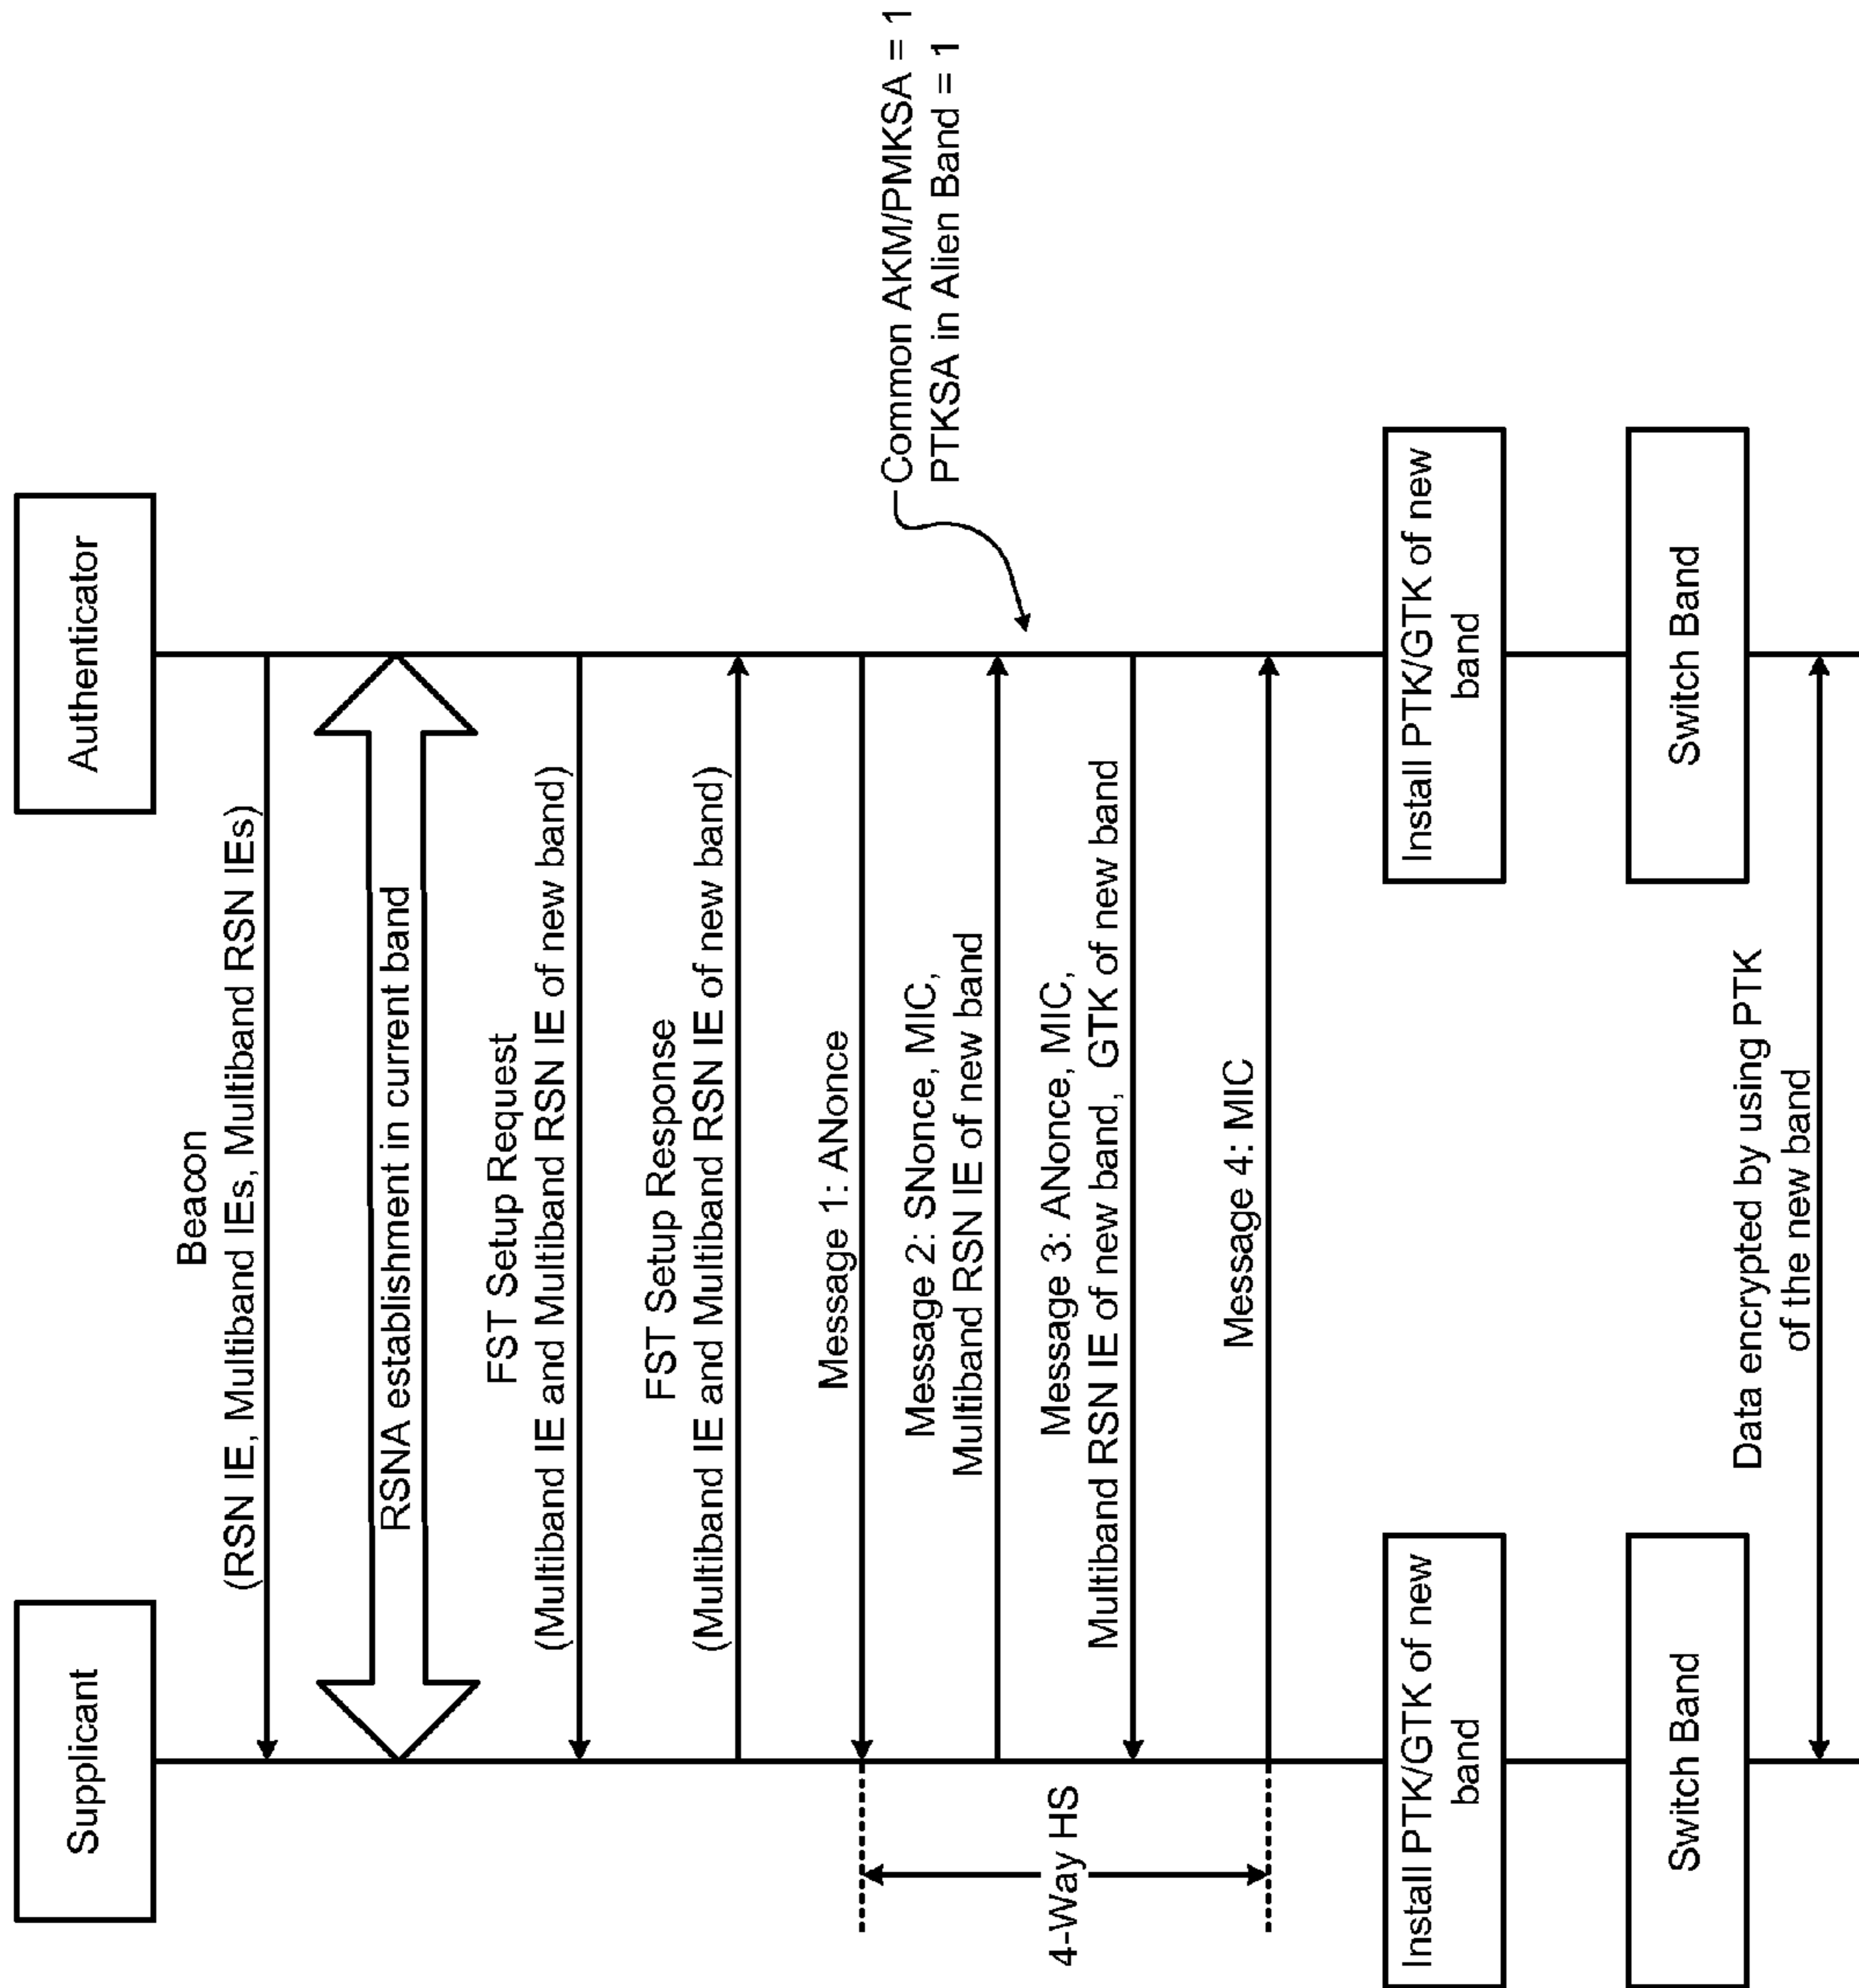 Supplicant
Authenticator
Beacon
(RSN IE, Multiband IEs, Multiband RSN IEs)
RSNA establishment in current band
FST Setup Request
(Multiband IE and Multiband RSN IE of new band)
FST Setup Response
(Multiband IE and Multiband RSN IE of new band)
Message 1: ANonce
Common AKM/PMKSA = 1
PTKSA in Alien Band = 1
Message 2: SNonce, MIC,
Multiband RSN IE of new band
4-Way HS
Message 3: ANonce, MIC,
Multiband RSN IE of new band, GTK of new band
Message 4: MIC
Install PTK/GTK of new
band
Install PTK/GTK of new
band
Switch Band
Switch Band
Data encrypted by using PTK
of the new band